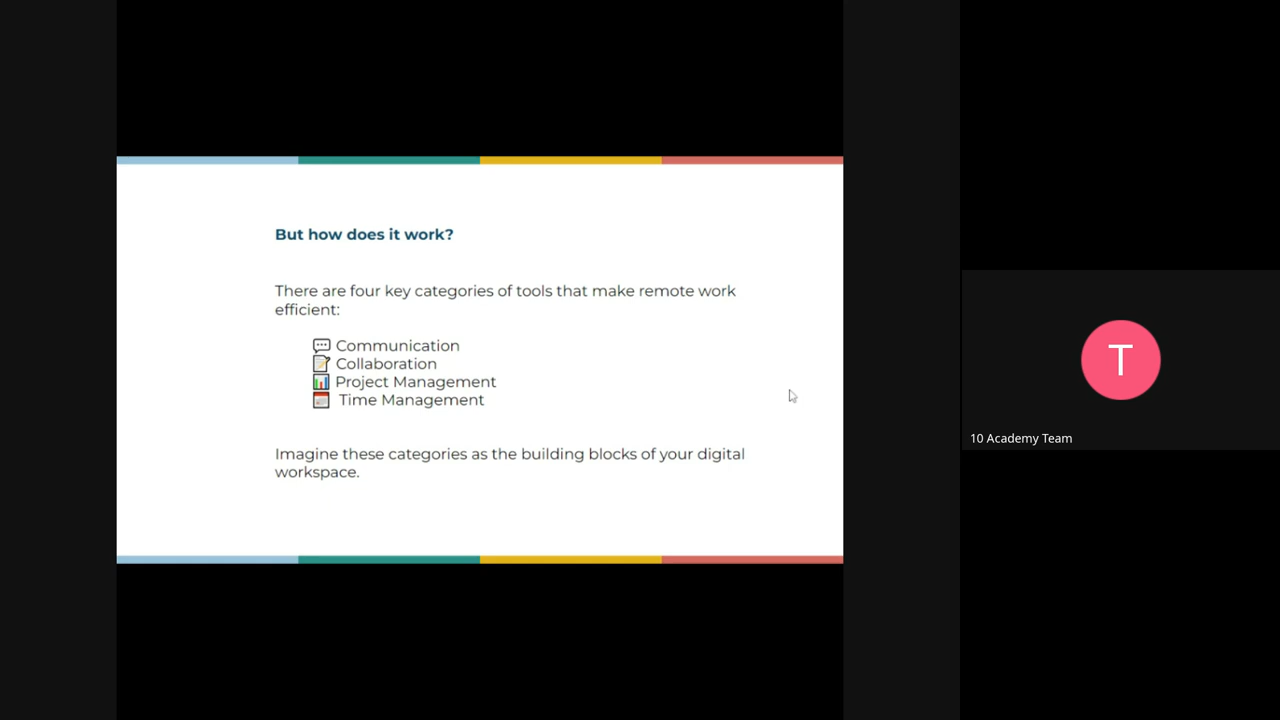 But how does it work?
There are four key categories of tools that make remote work
efficient:
💬 Communication
📝 Collaboration
📊 Project Management
📅 Time Management
Imagine these categories as the building blocks of your digital
workspace.
T
10 Academy Team